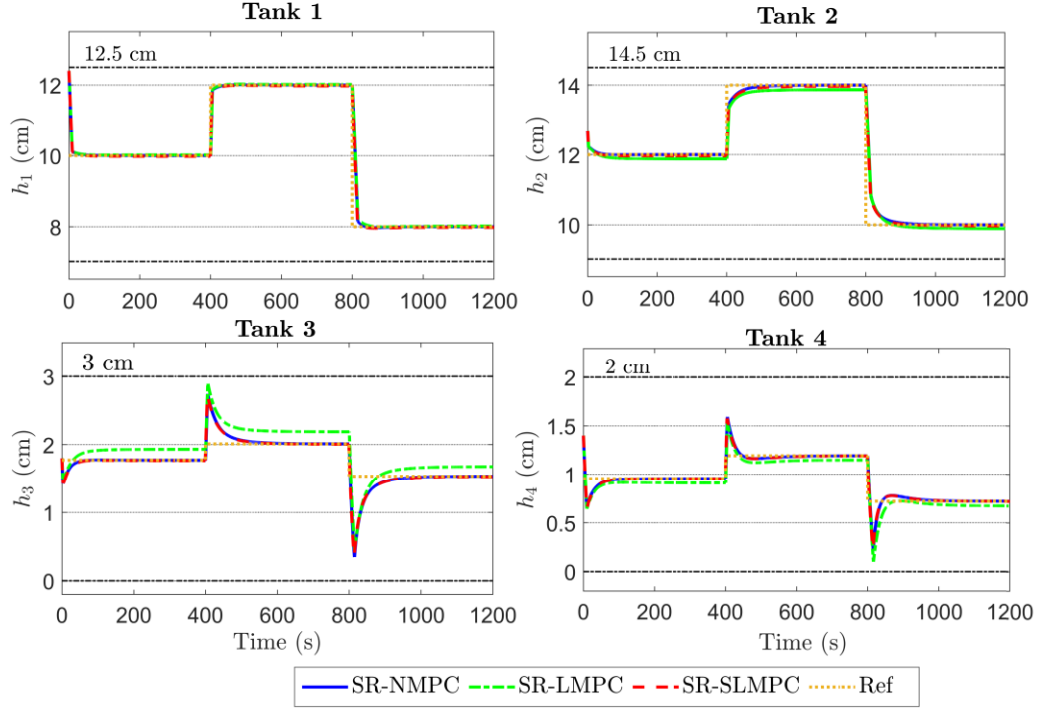 Tank 1
Tank 2
12.5 cm
14.5 cm
12
10
8
h1 (cm)
14
12
10
h2 (cm)
0 200 400 600 800 1000 1200
0 200 400 600 800 1000 1200
Tank 3
Tank 4
3 cm
2 cm
3
2
1
0
h3 (cm)
2
1.5
1
0.5
0
h4 (cm)
0 200 400 600 800 1000 1200
0 200 400 600 800 1000 1200
Time (s)
Time (s)
SR-NMPC SR-LMPC SR-SLMPC Ref